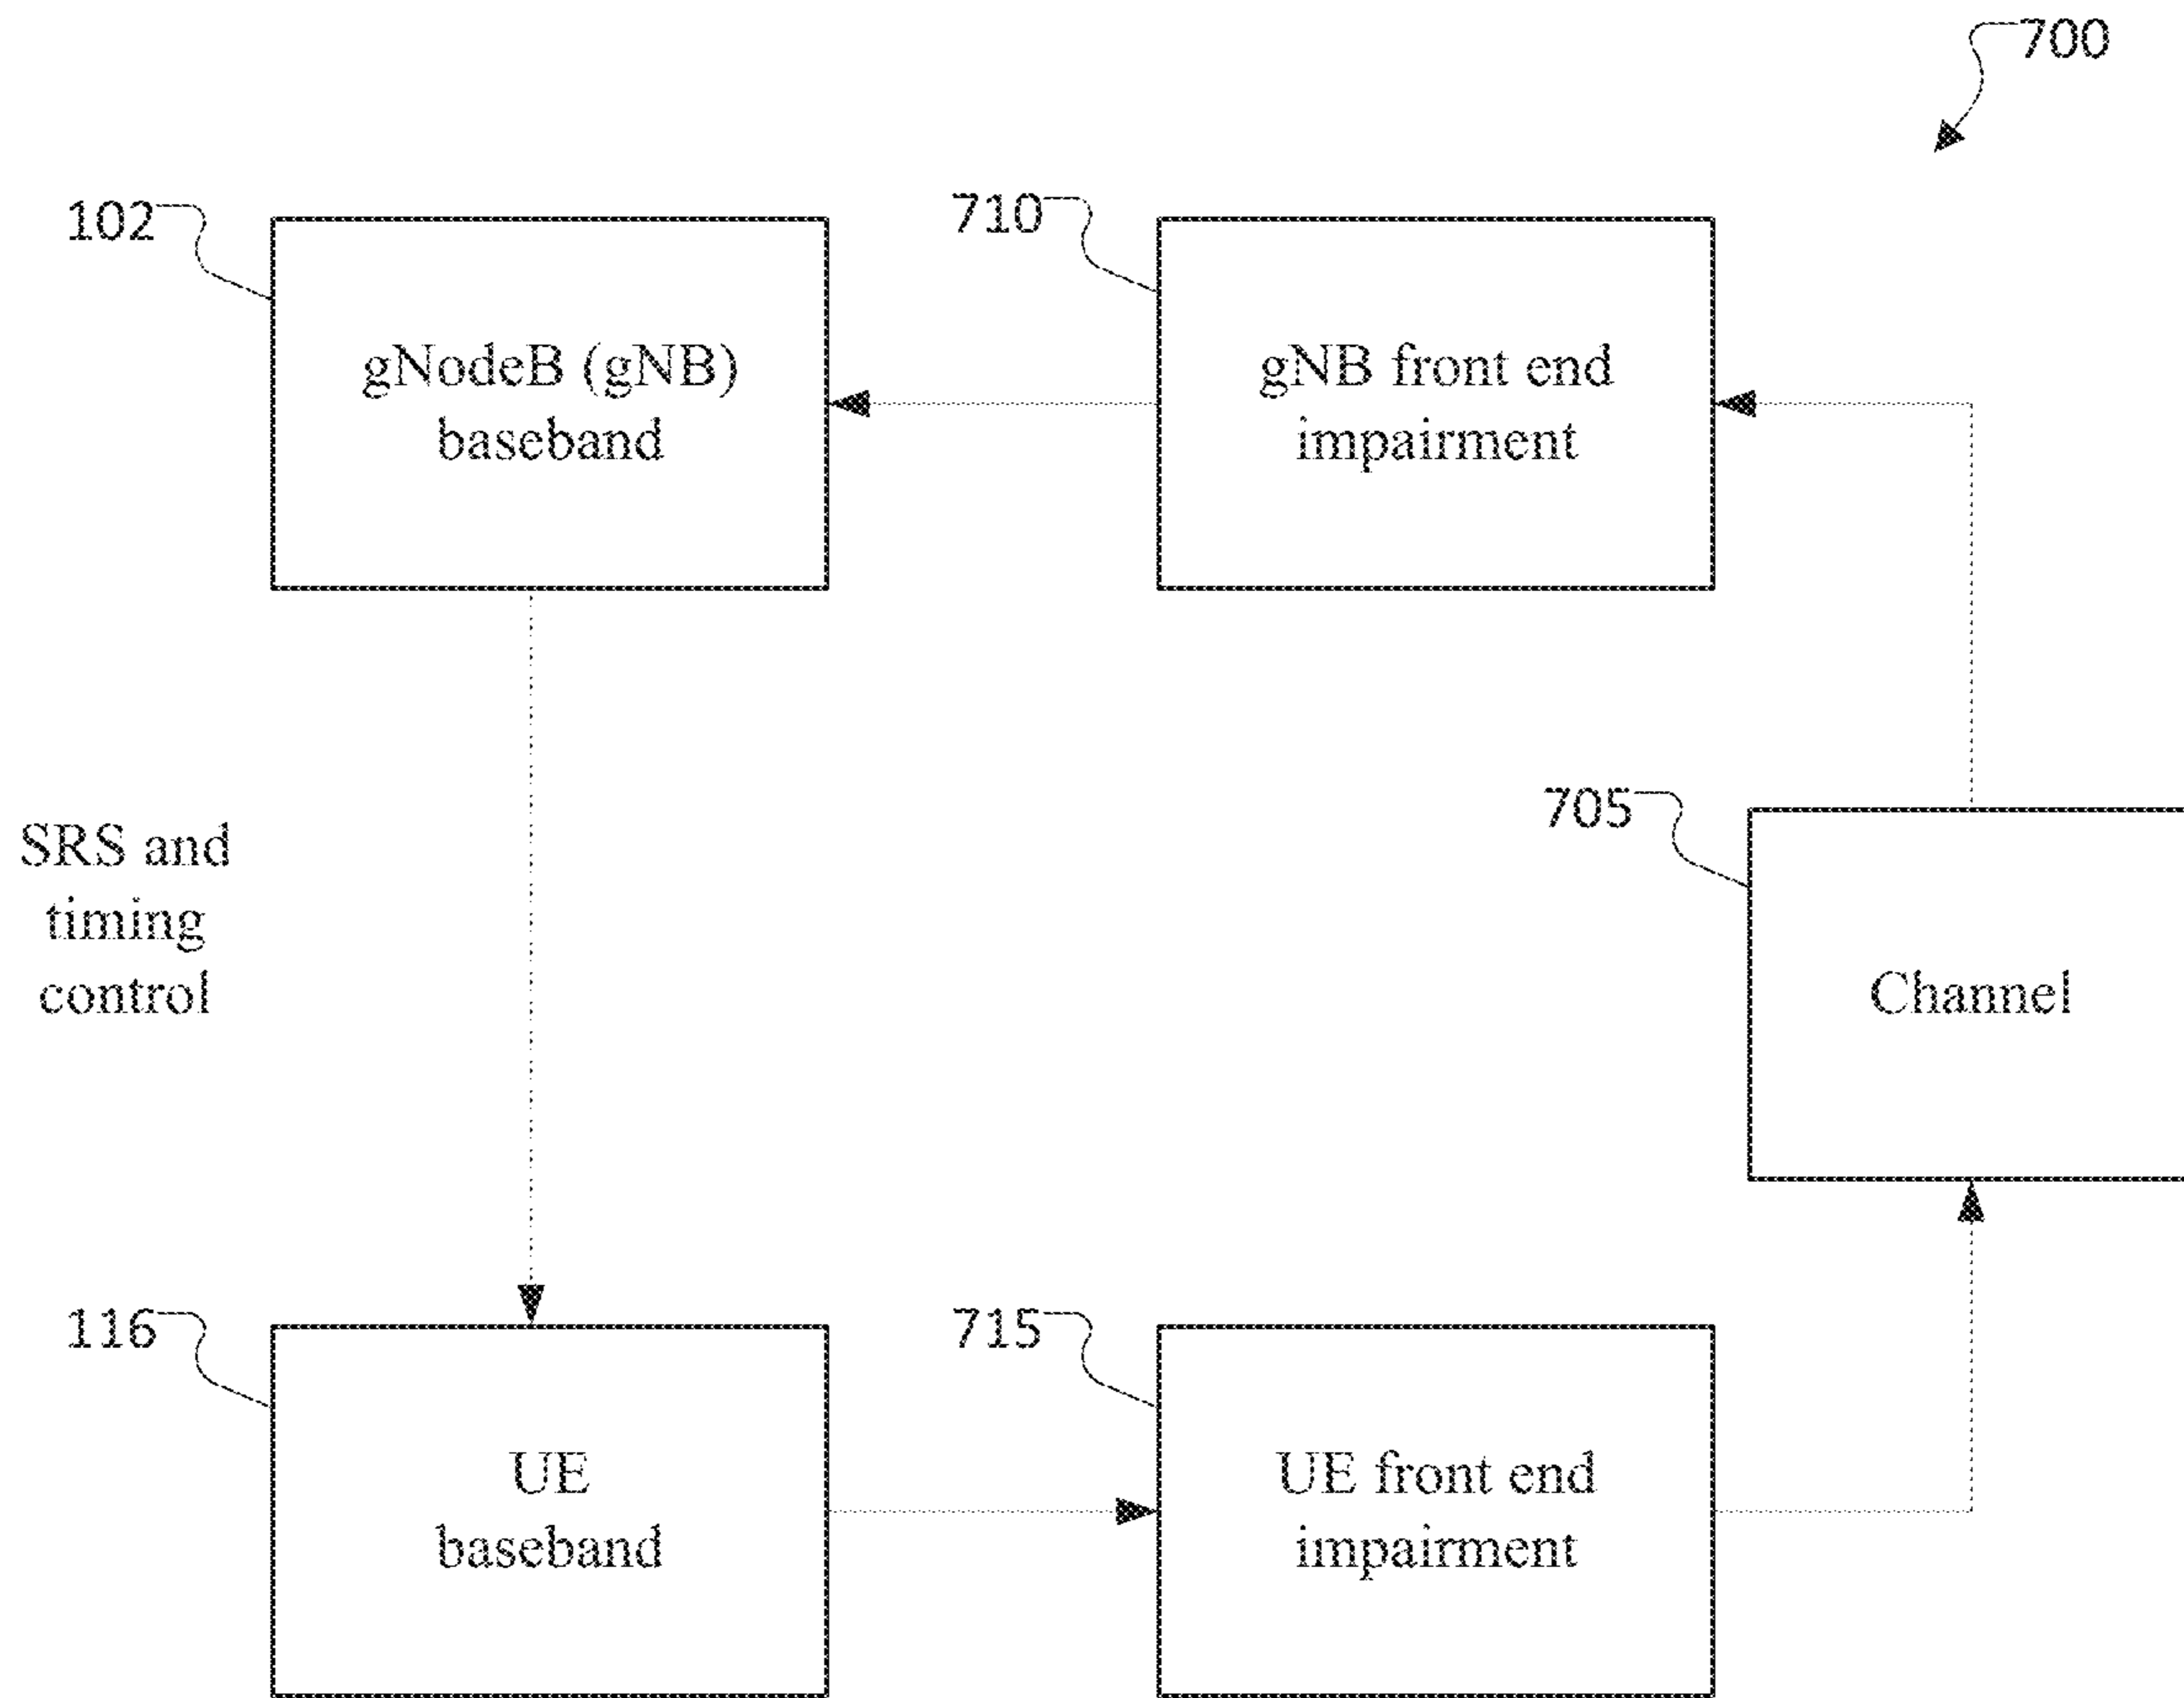 700
102
710
gNodeB (gNB)
baseband
gNB front end
impairment
SRS and
timing
control
705
Channel
116
715
UE
baseband
UE front end
impairment